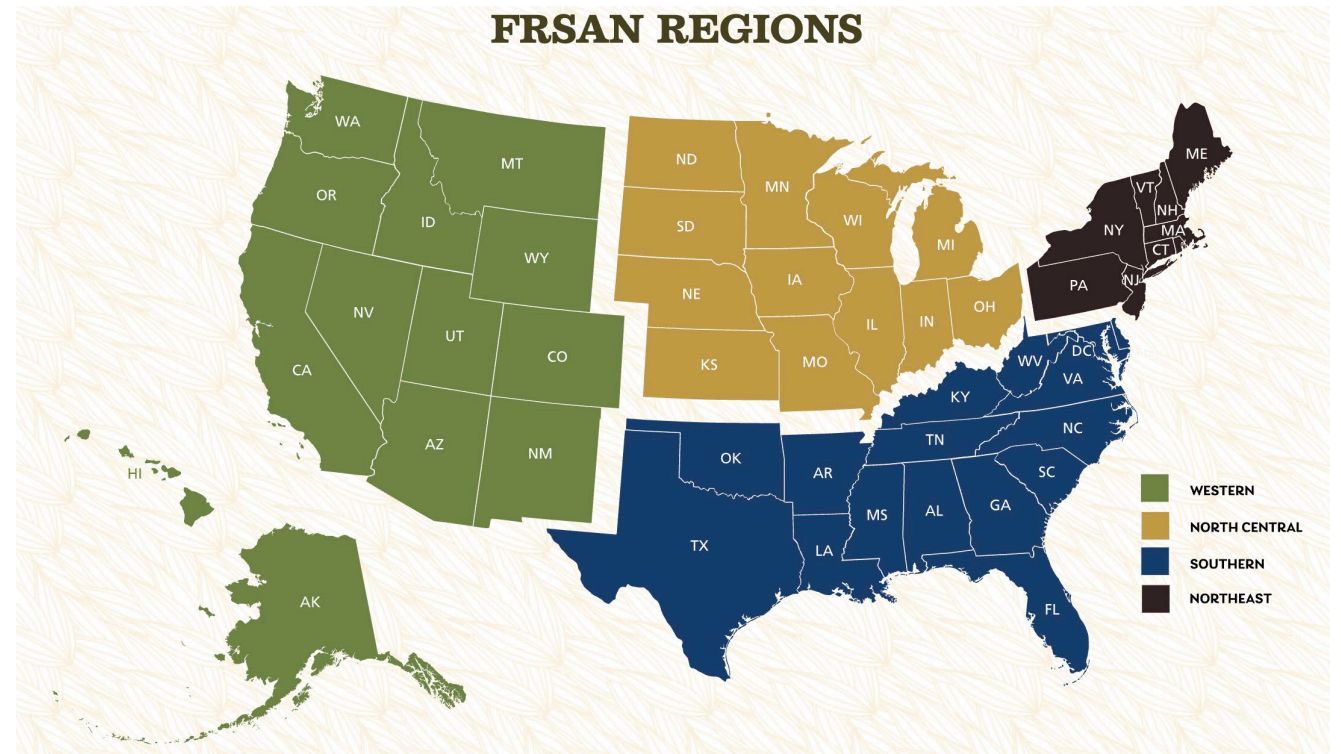 FRSAN REGIONS
WA
MT
ND
MN
ME
OR
ID
SD
WI
MI
VT
NH
NY
MA
CT
WY
NE
IA
PA
NJ
NV
UT
CO
IL
IN
OH
CA
KS
MO
WV
DC
VA
KY
AZ
NM
OK
AR
TN
NC
SC
HI
TX
LA
MS
AL
GA
AK
FL
WESTERN
NORTH CENTRAL
SOUTHERN
NORTHEAST